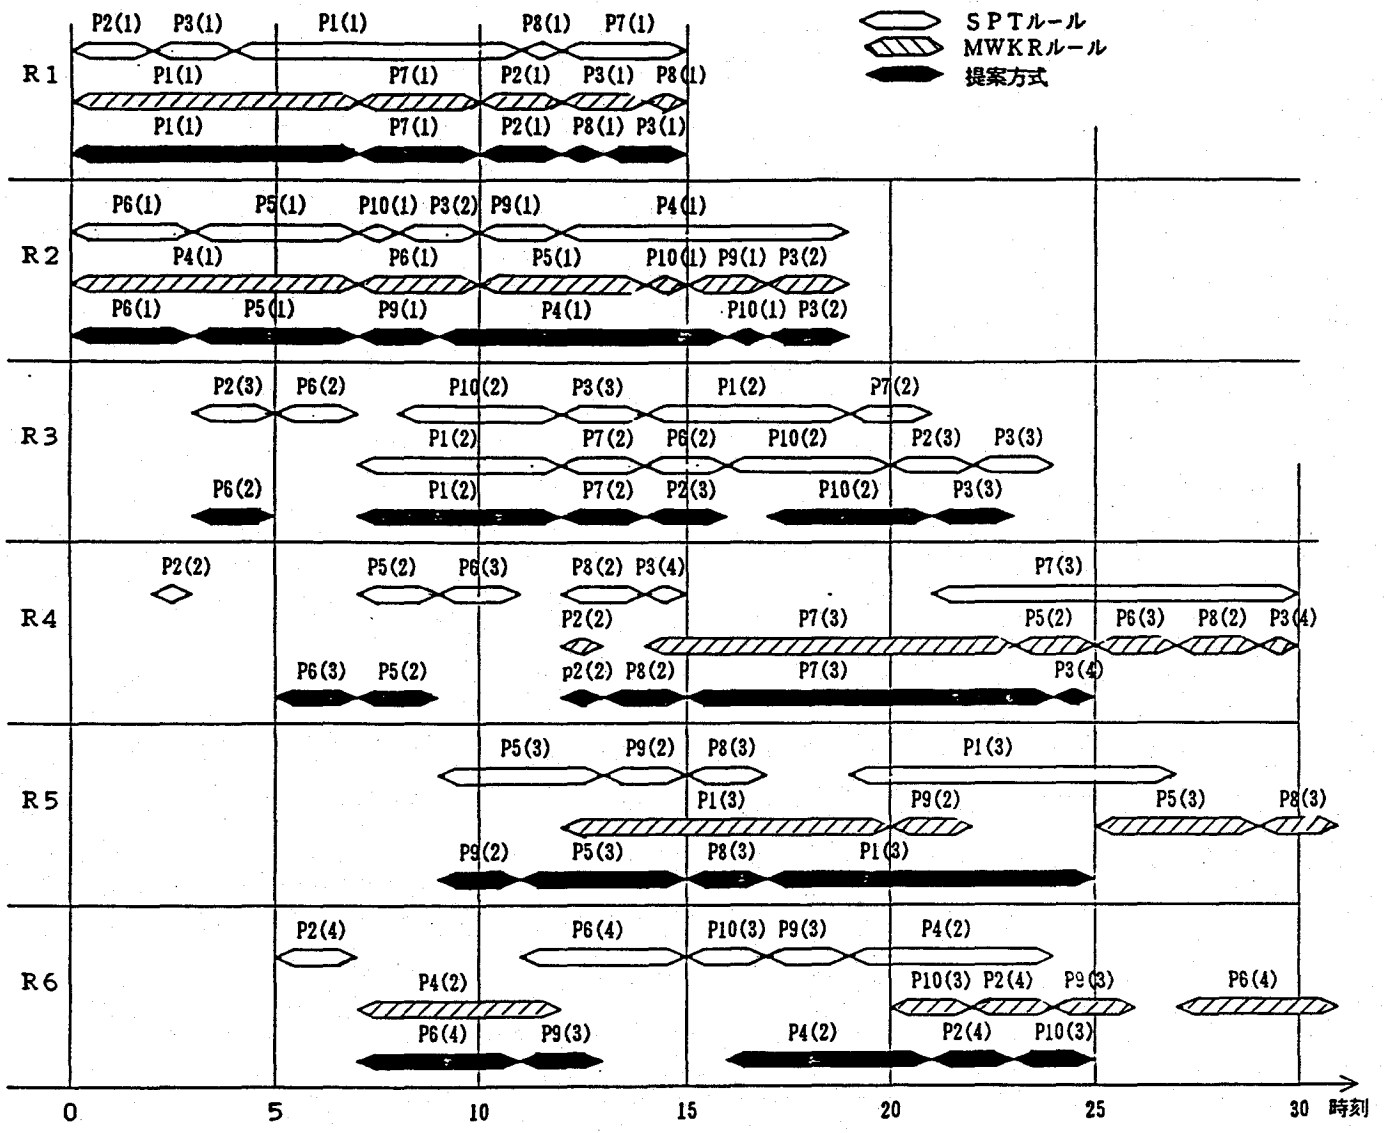 P2(1) P3(1) P1(1) P8(1) P7(1)
SPTルール
MWKRルール
提案方式
R1
P1(1) P7(1) P2(1) P3(1) P8(1)
P1(1) P7(1) P2(1) P8(1) P3(1)
P6(1) P5(1) P10(1) P3(2) P9(1) P4(1)
R2
P4(1) P6(1) P5(1) P10(1) P9(1) P3(2)
P6(1) P5(1) P9(1) P4(1) P10(1) P3(2)
P2(3) P6(2) P10(2) P3(3) P1(2) P7(2)
R3
P1(2) P7(2) P6(2) P10(2) P2(3) P3(3)
P6(2) P1(2) P7(2) P2(3) P10(2) P3(3)
P2(2) P5(2) P6(3) P8(2) P3(4) P7(3)
R4
P2(2) P7(3) P5(2) P6(3) P8(2) P3(4)
P6(3) P5(2) p2(2) P8(2) P7(3) P3(4)
P5(3) P9(2) P8(3) P1(3)
R5
P1(3) P9(2) P5(3) P8(3)
P9(2) P5(3) P8(3) P1(3)
P2(4) P6(4) P10(3) P9(3) P4(2)
R6
P4(2) P10(3) P2(4) P9(3) P6(4)
P6(4) P9(3) P4(2) P2(4) P10(3)
0 5 10 15 20 25 30 時刻